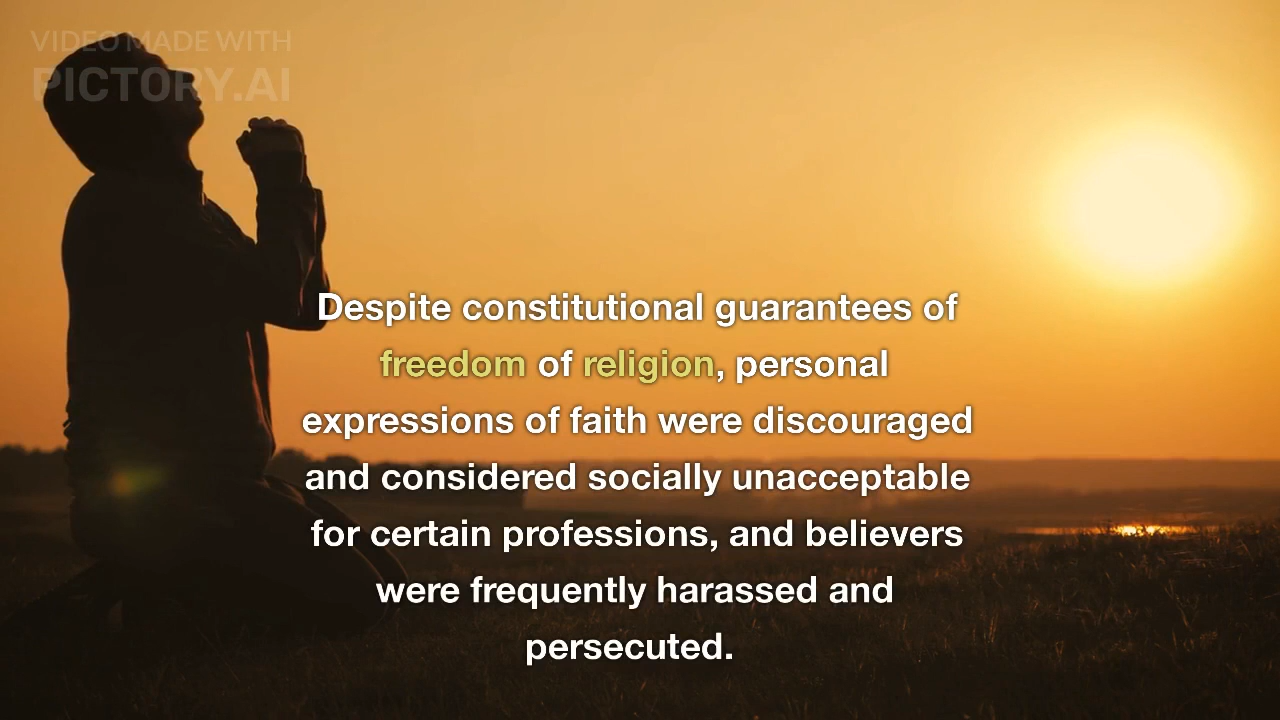 VIDEO MADE WITH
PICTORY.AI
Despite constitutional guarantees of
freedom of religion, personal
expressions of faith were discouraged
and considered socially unacceptable
for certain professions, and believers
were frequently harassed and
persecuted.